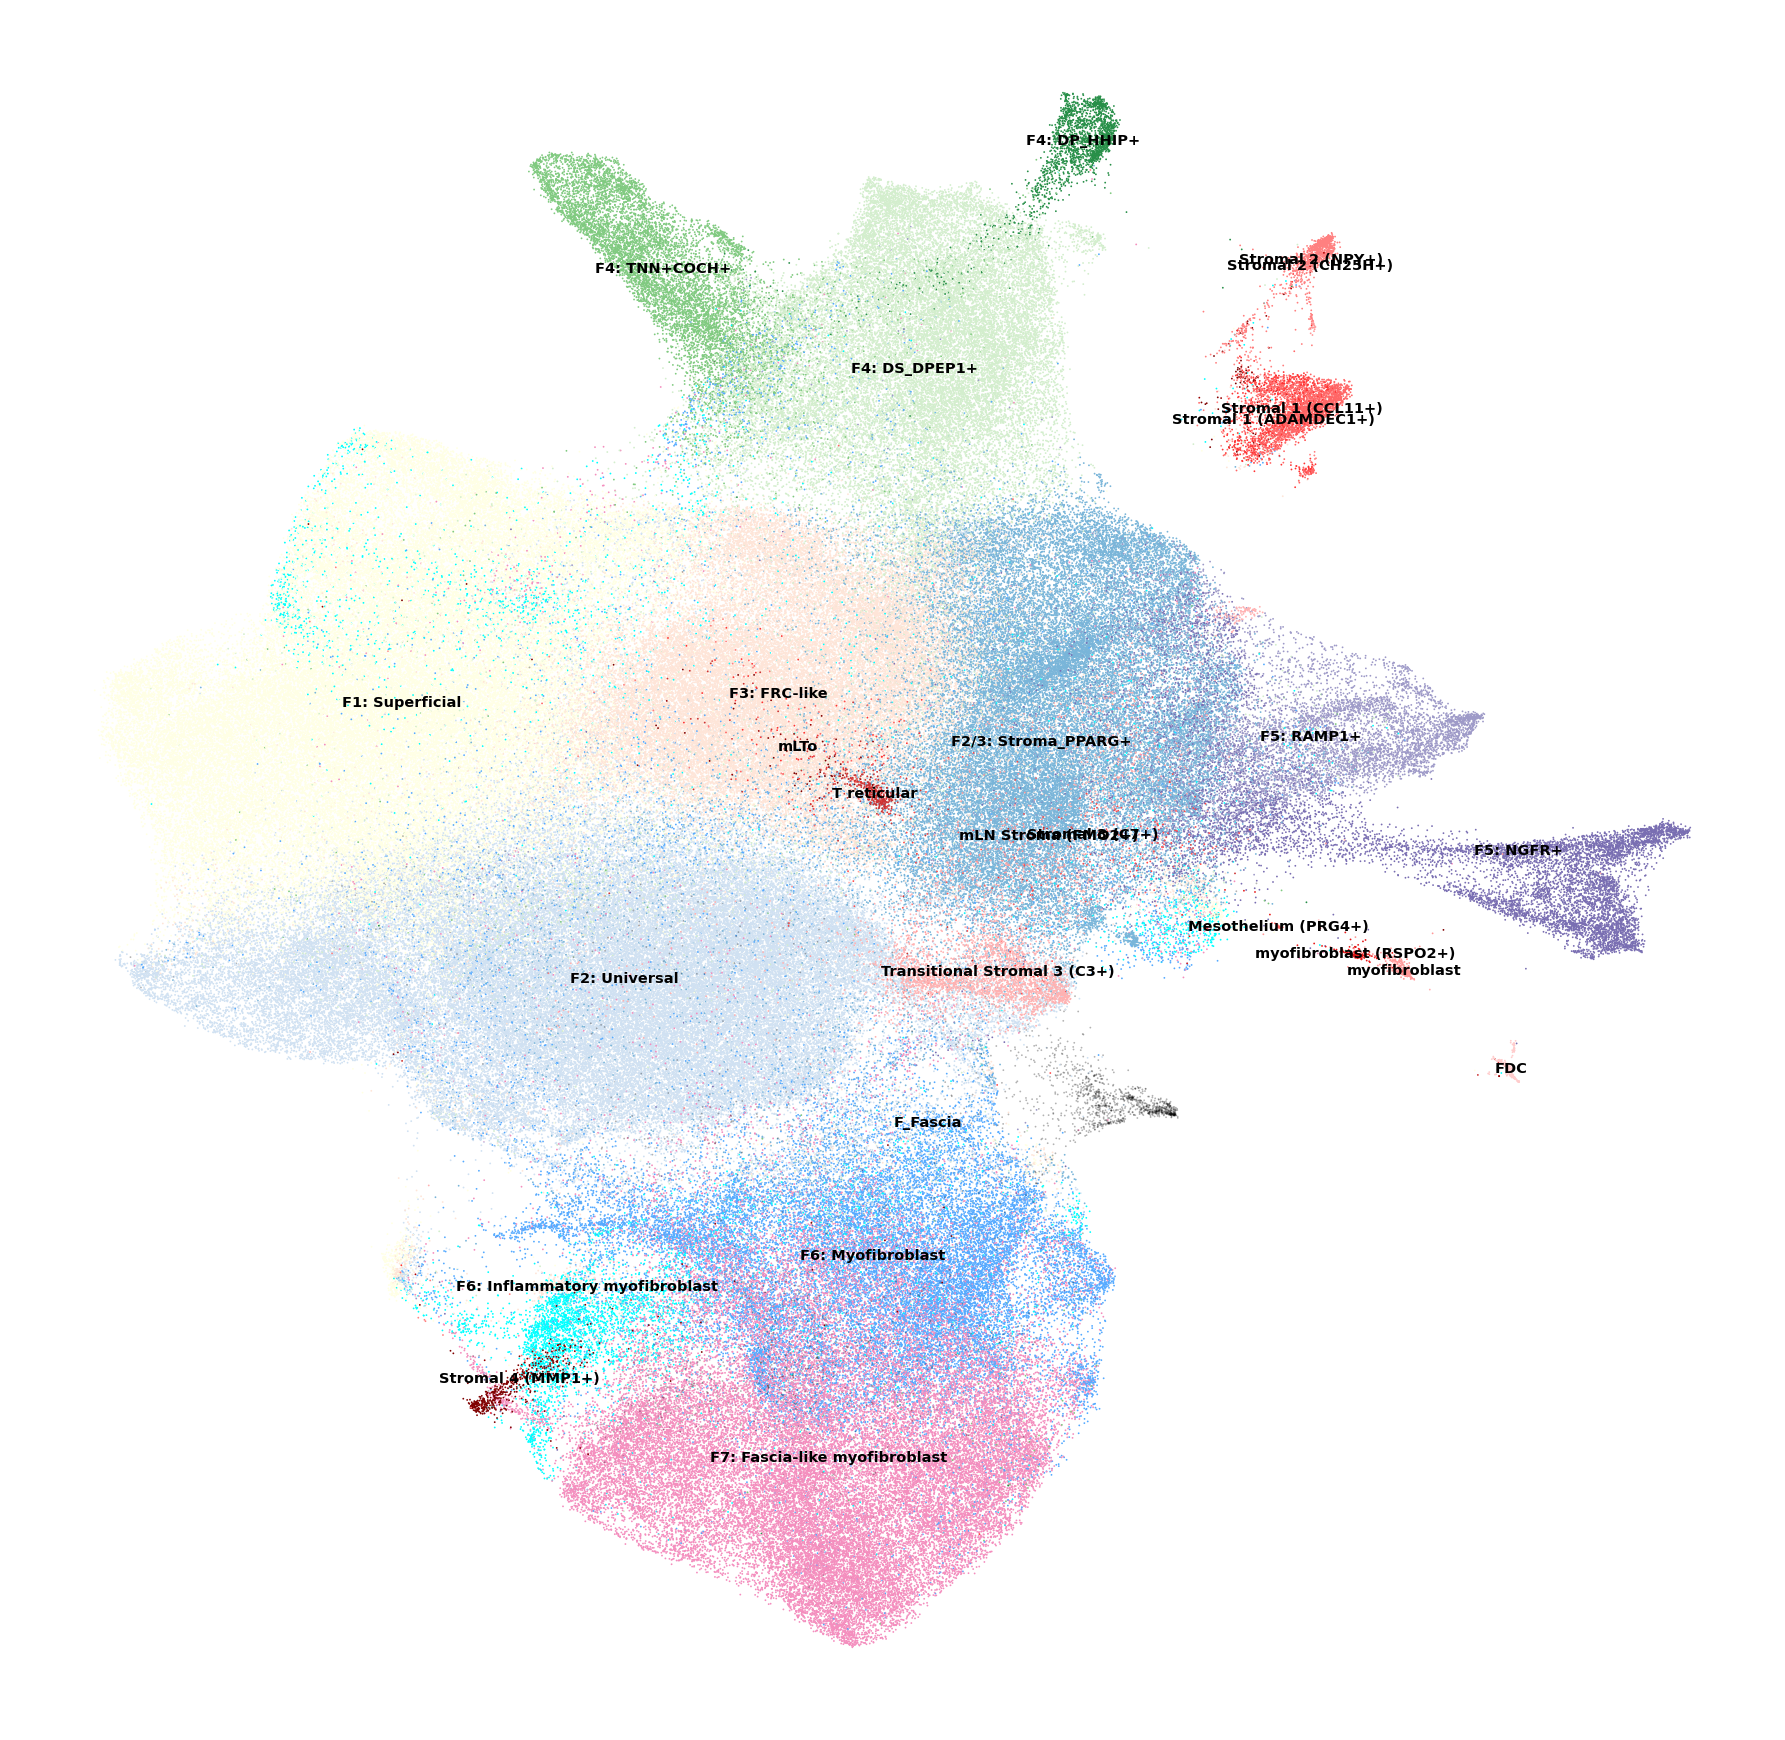 F4: DP_HHIP+
Stromal 2 (NPY+)
Stromal 2 (CH25H+)
F4: TNN+COCH+
F4: DS_DPEP1+
Stromal 1 (CCL11+)
Stromal 1 (ADAMDEC1+)
F3: FRC-like
F1: Superficial
F5: RAMP1+
F2/3: Stroma_PPARG+
mLTo
T reticular
mLN Stroma (FMO2+)
Stromal 3 (C7+)
F5: NGFR+
Mesothelium (PRG4+)
myofibroblast (RSPO2+)
myofibroblast
Transitional Stromal 3 (C3+)
F2: Universal
FDC
F_Fascia
F6: Myofibroblast
F6: Inflammatory myofibroblast
Stromal 4 (MMP1+)
F7: Fascia-like myofibroblast